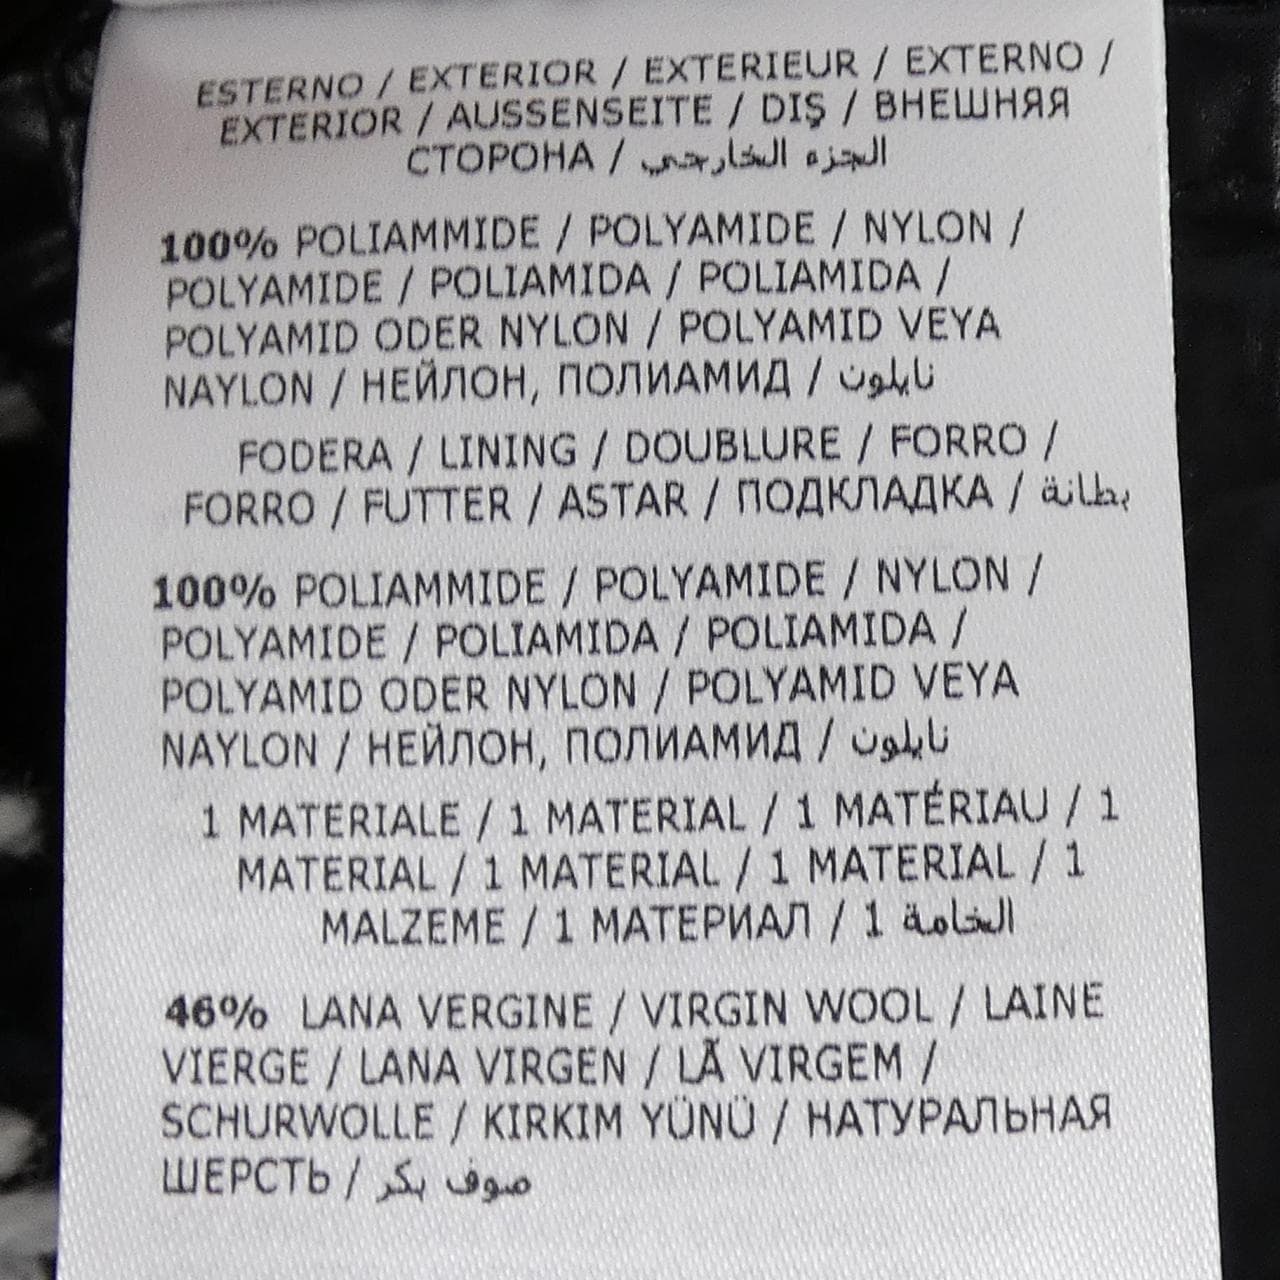 ESTERNO / EXTERIOR / EXTERIEUR / EXTERNO /
EXTERIOR / AUSSENSEITE / DIŞ / ВНЕШНЯЯ
СТОРОНА / الجزء الخارجي
100% POLIAMMIDE / POLYAMIDE / NYLON /
POLYAMIDE / POLIAMIDA / POLIAMIDA /
POLYAMID ODER NYLON / POLYAMID VEYA
NAYLON / НЕЙЛОН, ПОЛИАМИД / نايلون
FODERA / LINING / DOUBLURE / FORRO /
FORRO / FUTTER / ASTAR / ПОДКЛАДКА / بطانة
100% POLIAMMIDE / POLYAMIDE / NYLON /
POLYAMIDE / POLIAMIDA / POLIAMIDA /
POLYAMID ODER NYLON / POLYAMID VEYA
NAYLON / НЕЙЛОН, ПОЛИАМИД / نايلون
1 MATERIALE / 1 MATERIAL / 1 MATÉRIAU / 1
MATERIAL / 1 MATERIAL / 1 MATERIAL / 1
MALZEME / 1 МАТЕРИАЛ / 1 الخامة
46% LANA VERGINE / VIRGIN WOOL / LAINE
VIERGE / LANA VIRGEN / LÃ VIRGEM /
SCHURWOLLE / KIRKIM YÜNÜ / НАТУРАЛЬНАЯ
ШЕРСТЬ / صوف بكر